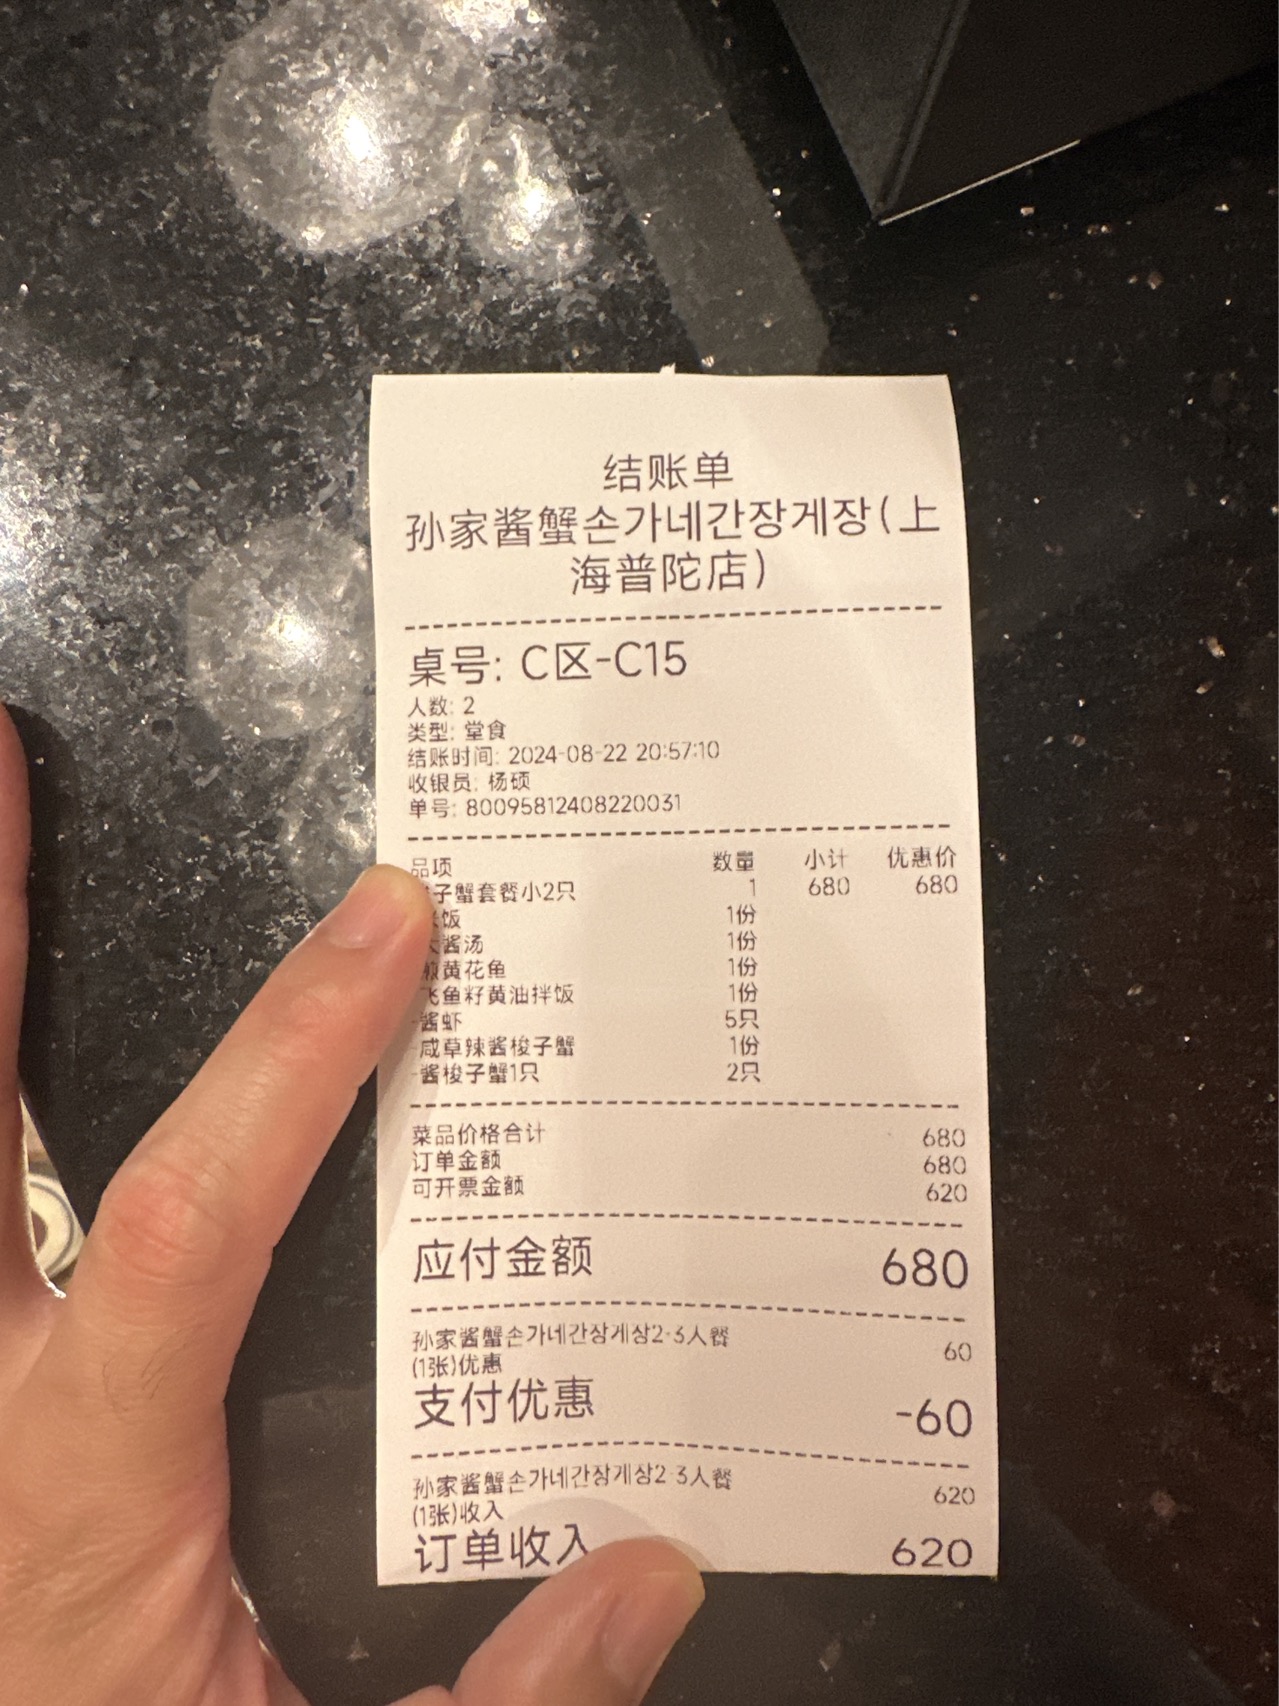 结账单
孙家酱蟹손가네간장게장(上
海普陀店)
桌号: C区-C15
人数: 2
类型: 堂食
结账时间: 2024-08-22 20:57:10
收银员: 杨硕
单号: 80095812408220031
品项 数量 小计 优惠价
子蟹套餐小2只 1 680 680
饭 1份
酱汤 1份
黄花鱼 1份
飞鱼籽黄油拌饭 1份
-酱虾 5只
-咸草辣酱梭子蟹 1份
-酱梭子蟹1只 2只
菜品价格合计 680
订单金额 680
可开票金额 620
应付金额 680
孙家酱蟹손가네간장게장2-3人餐 60
(1张)优惠
支付优惠 -60
孙家酱蟹손가네간장게장2-3人餐 620
(1张)收入
订单收入 620